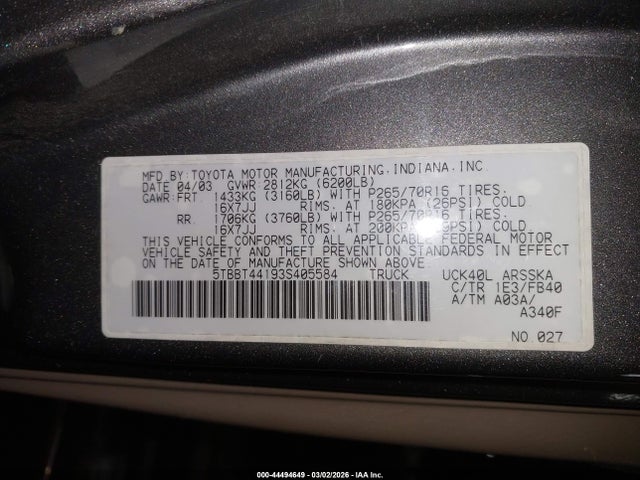 MFD BY: TOYOTA MOTOR MANUFACTURING, INDIANA, INC.
DATE 04/03 GVWR 2812KG (6200LB)
GAWR: FRT 1433KG (3160LB) WITH P265/70R16 TIRES.
16X7JJ RIMS. AT 180KPA (26PSI) COLD
RR 1706KG (3760LB) WITH P265/70R16 TIRES.
16X7JJ RIMS. AT 200KPA COLD
THIS VEHICLE CONFORMS TO ALL APPLICABLE FEDERAL MOTOR
VEHICLE SAFETY AND THEFT PREVENTION STANDARDS IN EFFECT
ON DATE OF MANUFACTURE SHOWN ABOVE.
5TBBT44193S405584 TRUCK UCK40L ARSSKA
C/TR 1E3/FB40
A/TM A03A/
A340F
NO. 027
000-44494649 | 03/02/2026 | IAA Inc.